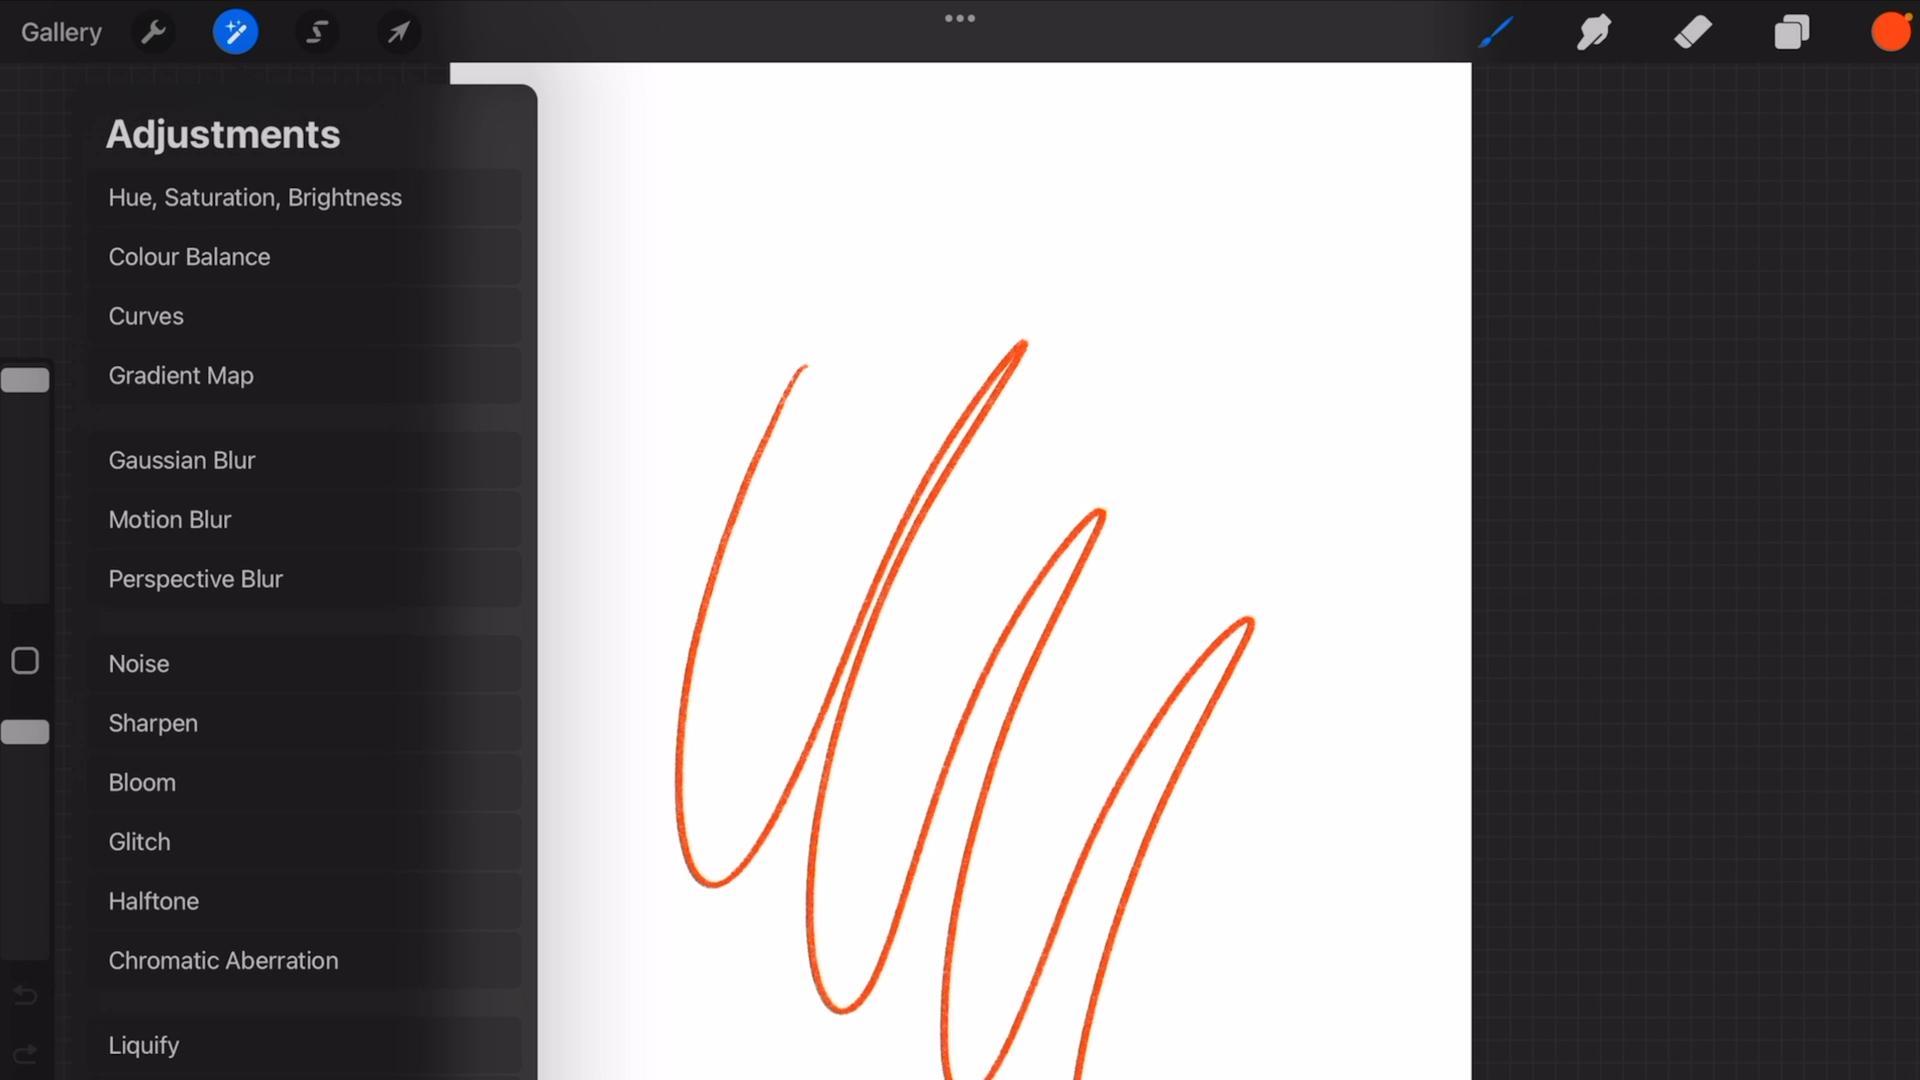 Gallery
Adjustments
Hue, Saturation, Brightness
Colour Balance
Curves
Gradient Map
Gaussian Blur
Motion Blur
Perspective Blur
Noise
Sharpen
Bloom
Glitch
Halftone
Chromatic Aberration
Liquify